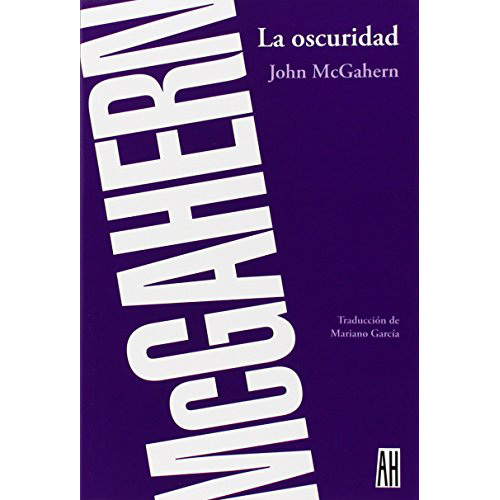 La oscuridad
John McGahern
MCGAHERN
Traducción de
Mariano García
AH